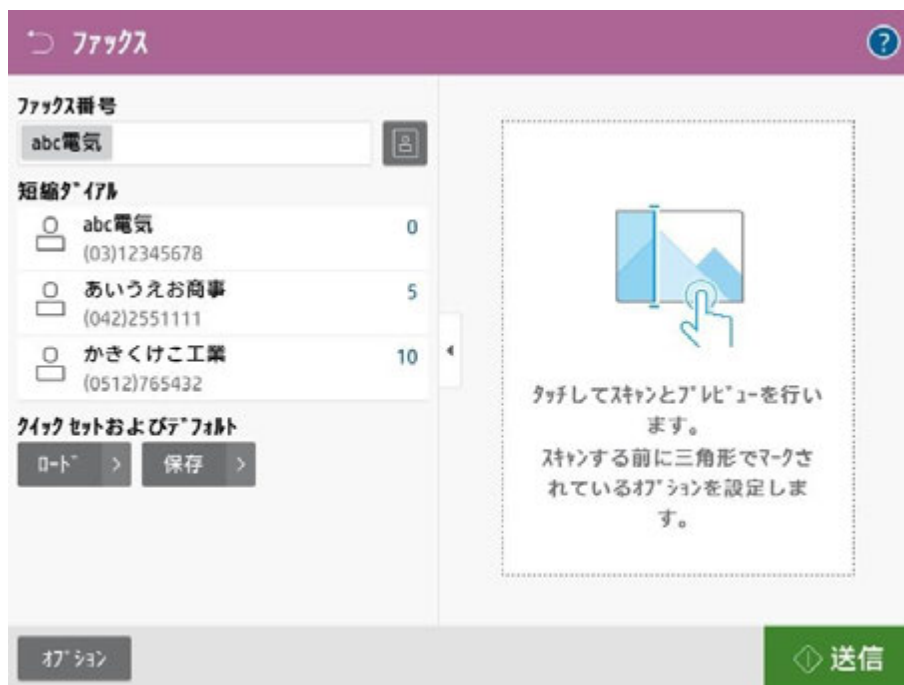 ファックス
?
ファックス番号
abc電気
短縮ダイアル
abc電気 0
(03)12345678
あいうえお商事 5
(042)2551111
かきくけこ工業 10
(0512)765432
クイック セットおよびデフォルト
ロード >
保存 >
タッチしてスキャンとプレビューを行い
ます。
スキャンする前に三角形でマークさ
れているオプションを設定しま
す。
オプション
送信